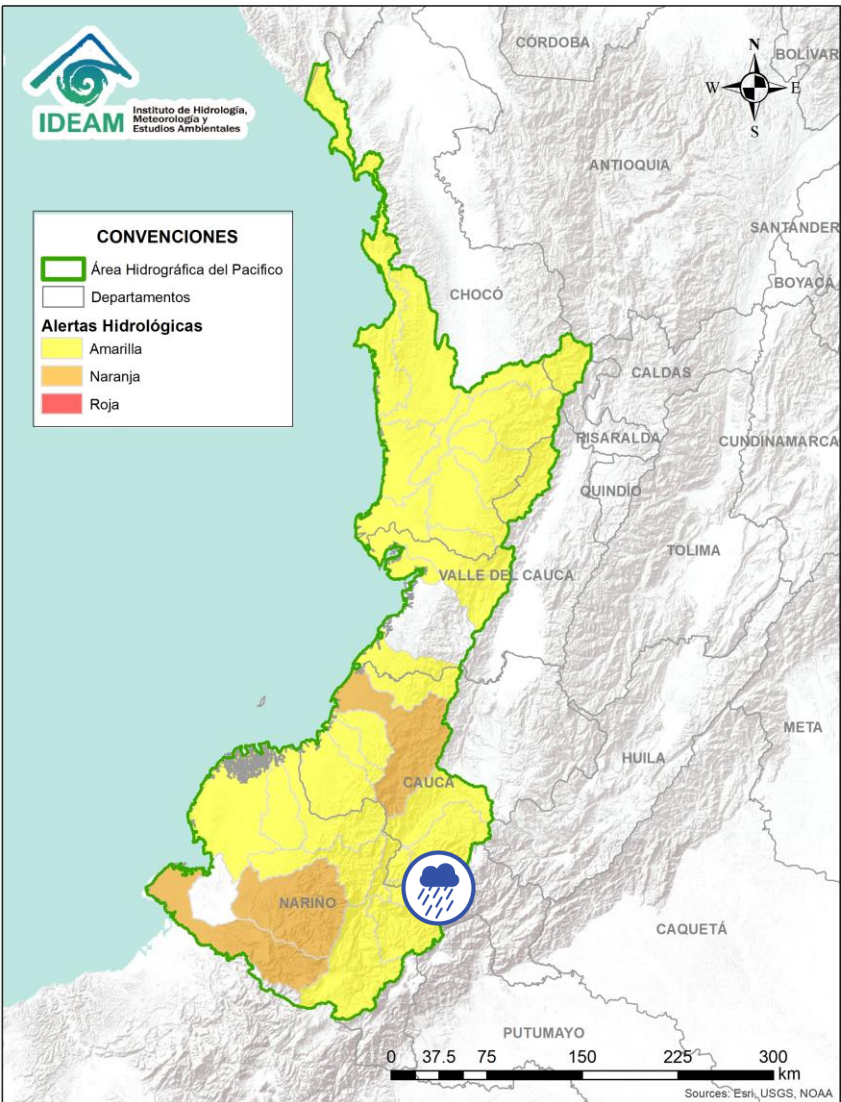 IDEAM
Instituto de Hidrología,
Meteorología y
Estudios Ambientales
CÓRDOBA
BOLÍVAR
N
W
E
S
ANTIOQUIA
SANTANDER
BOYACÁ
CONVENCIONES
Área Hidrográfica del Pacifico
Departamentos
Alertas Hidrológicas
Amarilla
Naranja
Roja
CHOCÓ
CALDAS
RISARALDA
CUNDINAMARCA
QUINDÍO
TOLIMA
VALLE DEL CAUCA
META
HUILA
CAUCA
NARIÑO
CAQUETÁ
PUTUMAYO
0 37.5 75 150 225 300
km
Sources: Esri, USGS, NOAA